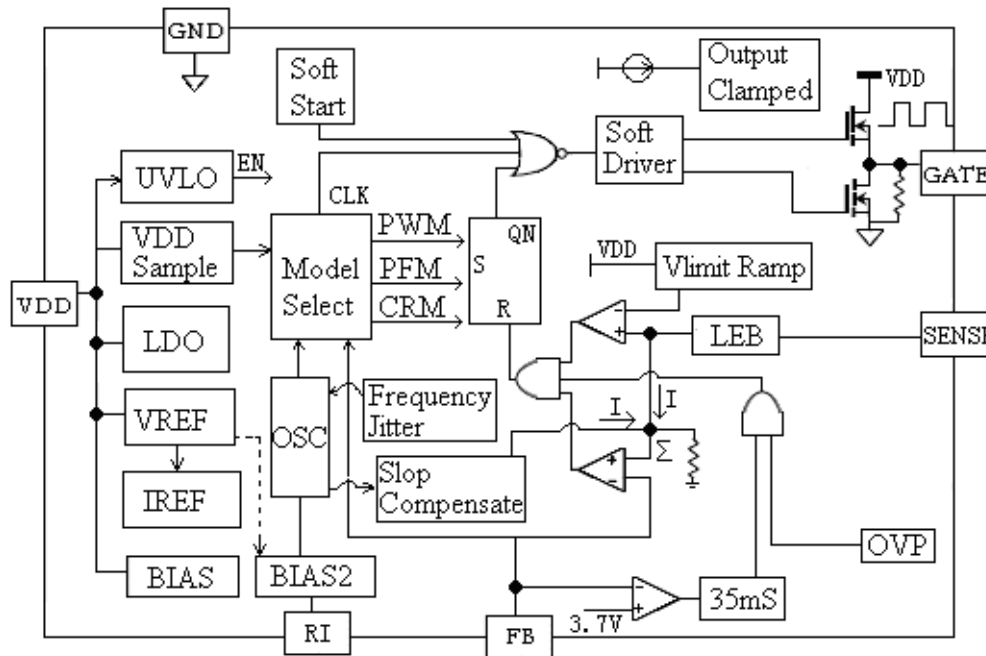 GND
Soft
Start
Output
Clamped
VDD
UVLO
EN
Soft
Driver
GATE
CLK
VDD
Sample
Model
Select
PWM
PFM
CRM
QN
S
R
VDD
Vlimit Ramp
VDD
LDO
LEB
SENSE
VREF
OSC
Frequency
Jitter
I
I
Σ
IREF
Slop
Compensate
OVP
BIAS
BIAS2
35mS
3.7V
RI
FB